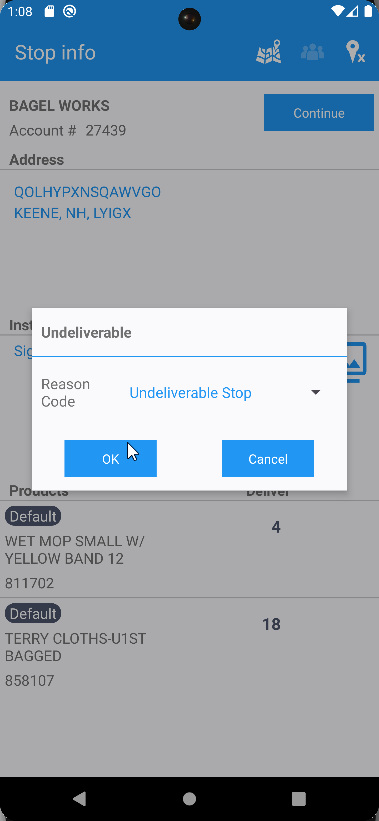 1:08
Stop info
BAGEL WORKS
Account # 27439
Continue
Address
QOLHYPXNSQAWVGO
KEENE, NH, LYIGX
Inst
Sig
Undeliverable
Reason
Code
Undeliverable Stop
OK
Cancel
Products
Deliver
Default
4
WET MOP SMALL W/
YELLOW BAND 12
811702
Default
18
TERRY CLOTHS-U1ST
BAGGED
858107